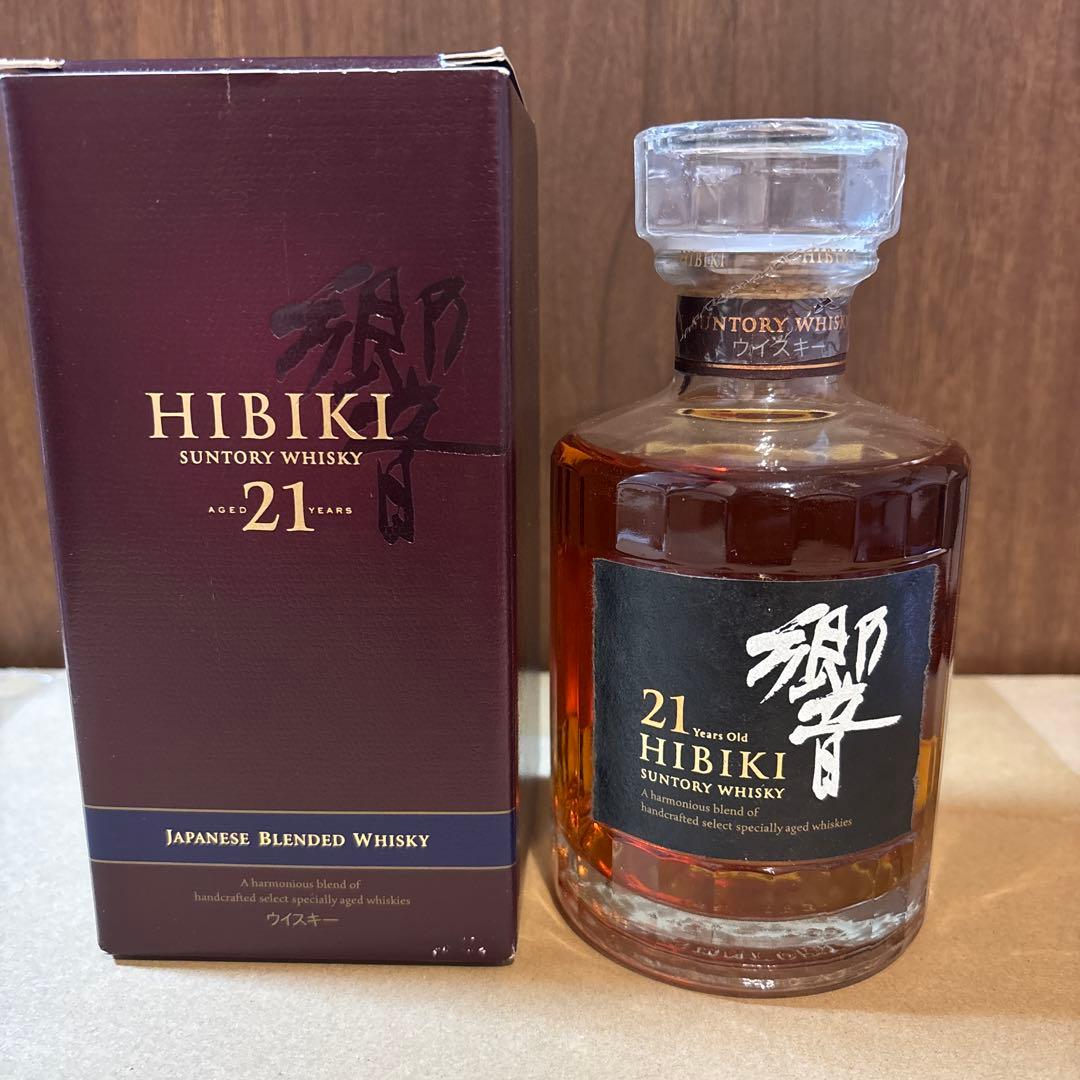 響
HIBIKI
SUNTORY WHISKY
AGED 21 YEARS
JAPANESE BLENDED WHISKY
A harmonious blend of
handcrafted select specially aged whiskies
ウイスキー
HIBIKI HIBIKI
SUNTORY WHISKY
ウイスキー
響
21 Years Old
HIBIKI
SUNTORY WHISKY
A harmonious blend of
handcrafted select specially aged whiskies